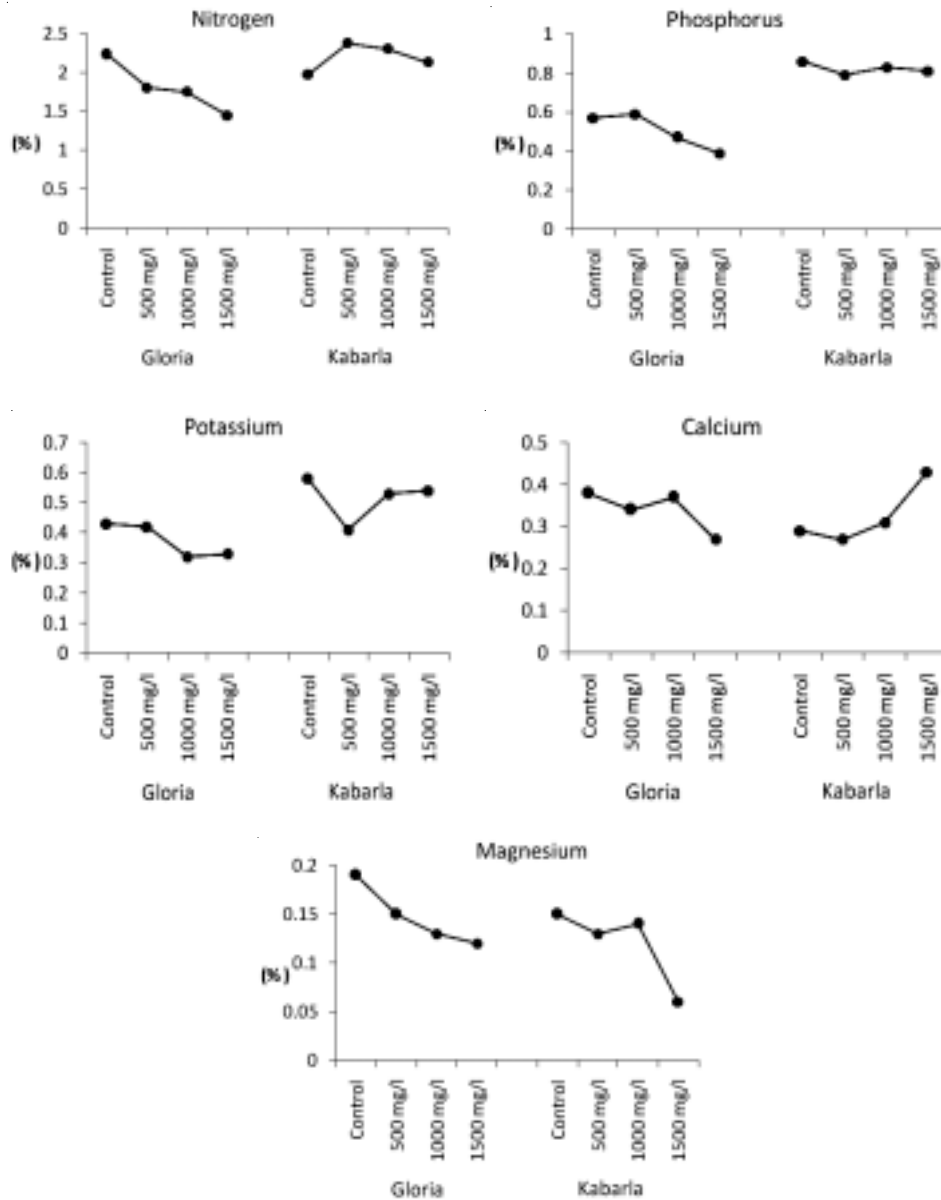 Nitrogen
2.5
2
1.5
(%)
1
0.5
0
Control
500 mg/l
1000 mg/l
1500 mg/l
Control
500 mg/l
1000 mg/l
1500 mg/l
Gloria
Kabarla
Phosphorus
1
0.8
0.6
(%)
0.4
0.2
0
Control
500 mg/l
1000 mg/l
1500 mg/l
Control
500 mg/l
1000 mg/l
1500 mg/l
Gloria
Kabarla
Potassium
0.7
0.6
0.5
0.4
(%)
0.3
0.2
0.1
0
Control
500 mg/l
1000 mg/l
1500 mg/l
Control
500 mg/l
1000 mg/l
1500 mg/l
Gloria
Kabarla
Calcium
0.5
0.4
0.3
(%)
0.2
0.1
0
Control
500 mg/l
1000 mg/l
1500 mg/l
Control
500 mg/l
1000 mg/l
1500 mg/l
Gloria
Kabarla
Magnesium
0.2
0.15
0.1
(%)
0.05
0
Control
500 mg/l
1000 mg/l
1500 mg/l
Control
500 mg/l
1000 mg/l
1500 mg/l
Gloria
Kabarla